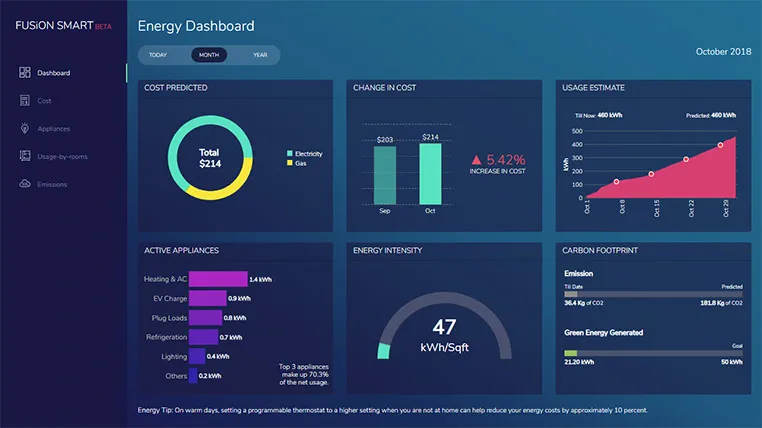 FUSiON SMART BETA
Dashboard
Cost
Appliances
Usage-by-rooms
Emissions
Energy Dashboard
TODAY MONTH YEAR
October 2018
COST PREDICTED
Total
$214
Electricity
Gas
CHANGE IN COST
$203 $214
Sep Oct
▲ 5.42%
INCREASE IN COST
USAGE ESTIMATE
Till Now: 460 kWh Predicted: 460 kWh
kWh
500
400
300
200
100
0
Oct 1 Oct 8 Oct 15 Oct 22 Oct 29
ACTIVE APPLIANCES
Heating & AC 1.4 kWh
EV Charge 0.9 kWh
Plug Loads 0.8 kWh
Refrigeration 0.7 kWh
Lighting 0.4 kWh
Others 0.2 kWh
Top 3 appliances
make up 70.3%
of the net usage.
ENERGY INTENSITY
47
kWh/Sqft
CARBON FOOTPRINT
Emission
Till Date Predicted
36.4 Kg of CO2 181.8 Kg of CO2
Green Energy Generated
Goal
21.20 kWh 50 kWh
Energy Tip: On warm days, setting a programmable thermostat to a higher setting when you are not at home can help reduce your energy costs by approximately 10 percent.